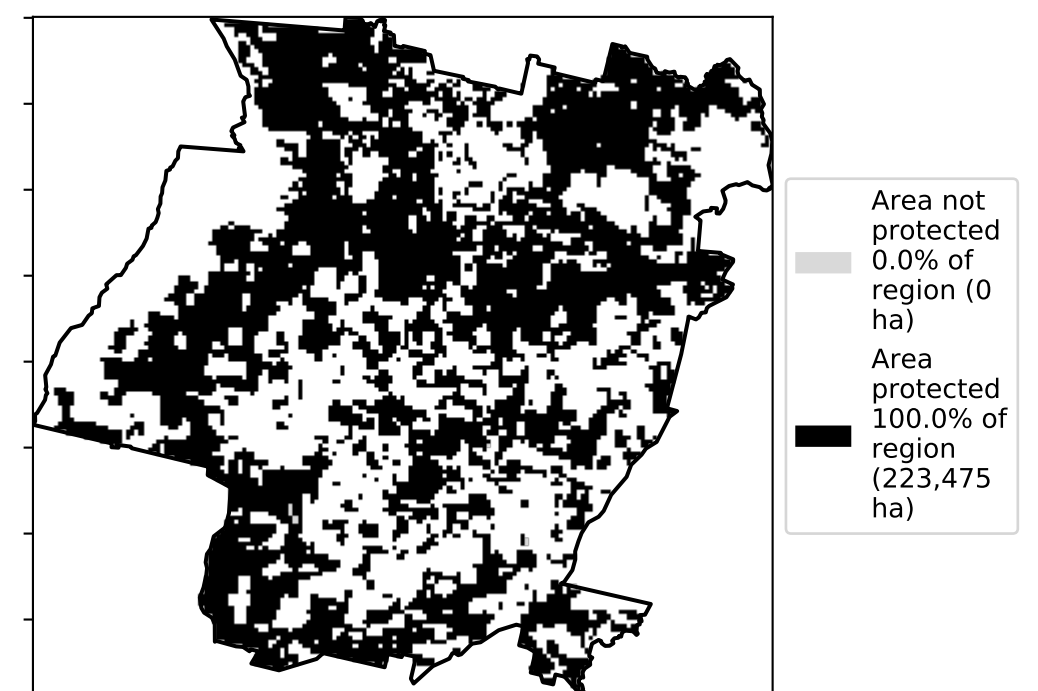 Area not
protected
0.0% of
region (0
ha)
Area
protected
100.0% of
region
(223,475
ha)